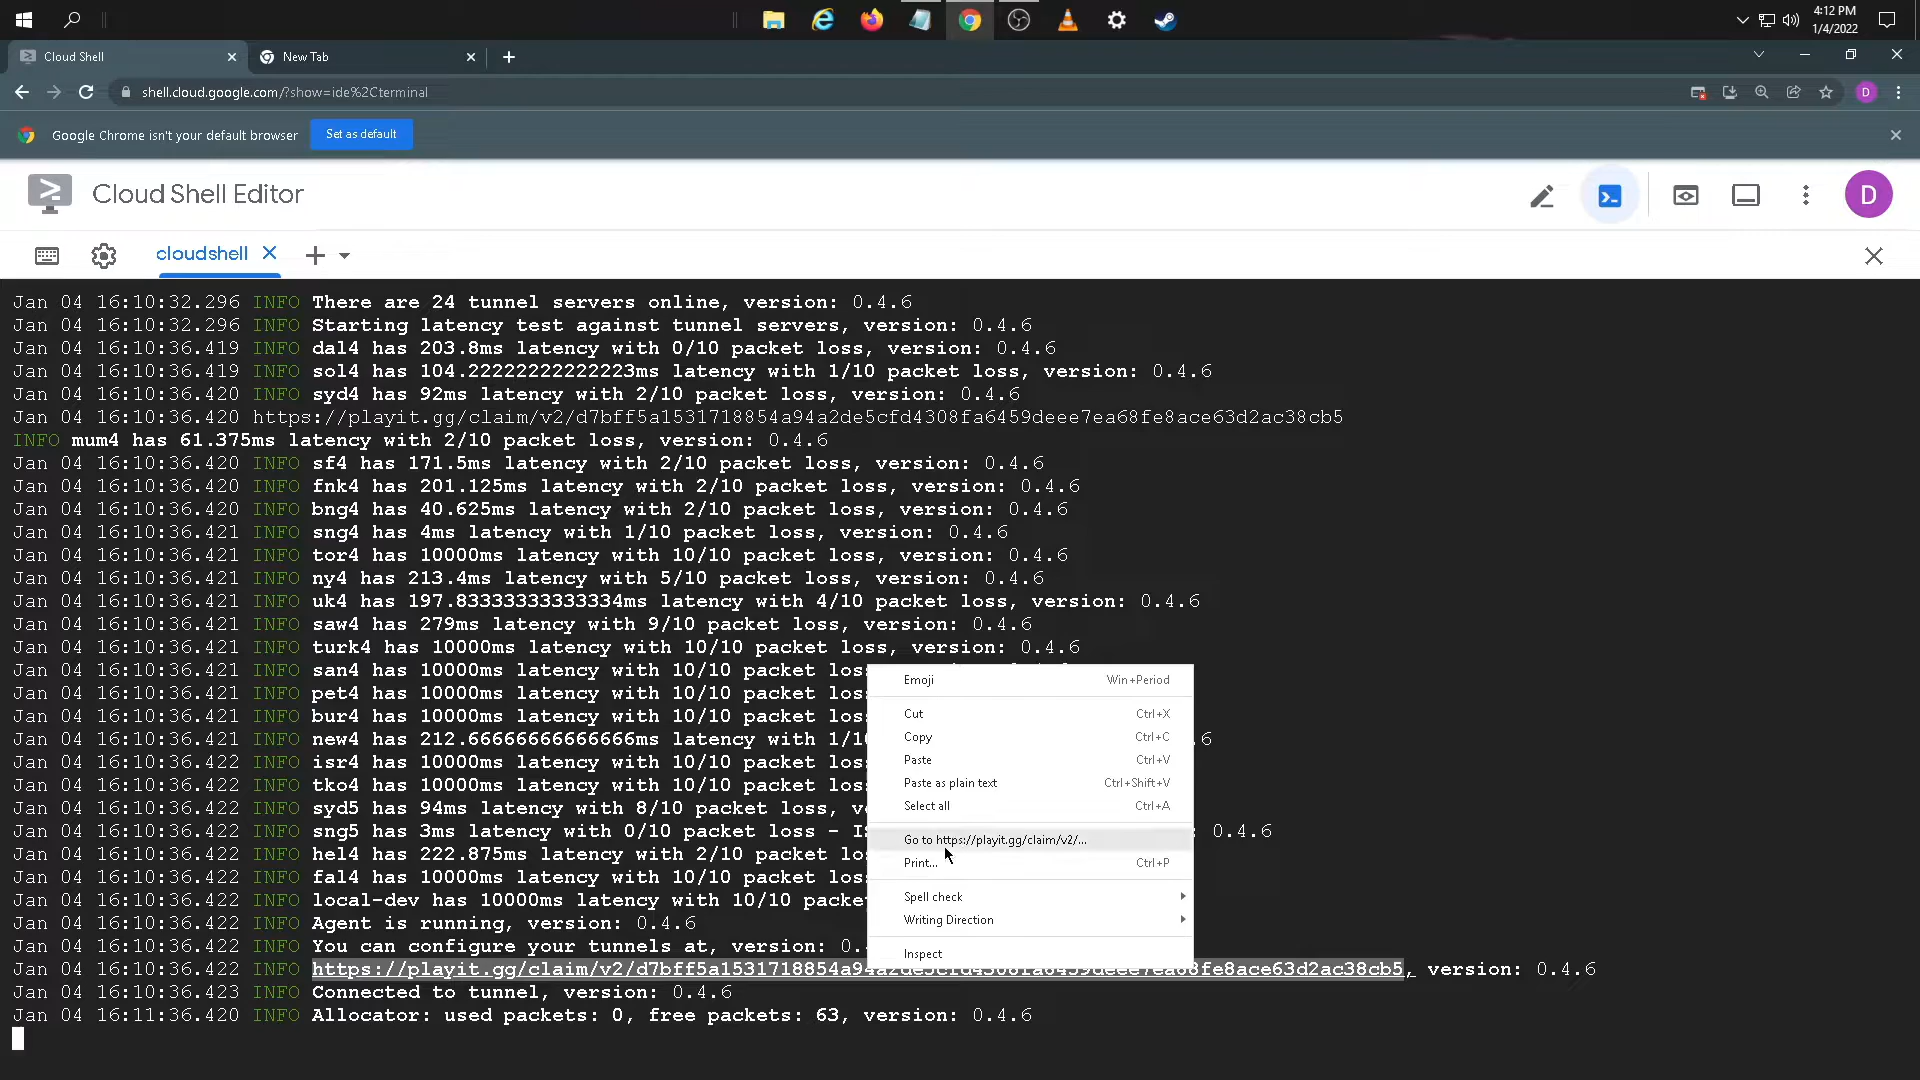 4:12 PM
1/4/2022
Cloud Shell
New Tab
shell.cloud.google.com/?show=ide%2Cterminal
D
Google Chrome isn't your default browser
Set as default
Cloud Shell Editor
D
cloudshell
Jan 04 16:10:32.296 INFO There are 24 tunnel servers online, version: 0.4.6
Jan 04 16:10:32.296 INFO Starting latency test against tunnel servers, version: 0.4.6
Jan 04 16:10:36.419 INFO dal4 has 203.8ms latency with 0/10 packet loss, version: 0.4.6
Jan 04 16:10:36.419 INFO sol4 has 104.22222222222223ms latency with 1/10 packet loss, version: 0.4.6
Jan 04 16:10:36.420 INFO syd4 has 92ms latency with 2/10 packet loss, version: 0.4.6
Jan 04 16:10:36.420 https://playit.gg/claim/v2/d7bff5a1531718854a94a2de5cfd4308fa6459deee7ea68fe8ace63d2ac38cb5
INFO mum4 has 61.375ms latency with 2/10 packet loss, version: 0.4.6
Jan 04 16:10:36.420 INFO sf4 has 171.5ms latency with 2/10 packet loss, version: 0.4.6
Jan 04 16:10:36.420 INFO fnk4 has 201.125ms latency with 2/10 packet loss, version: 0.4.6
Jan 04 16:10:36.420 INFO bng4 has 40.625ms latency with 2/10 packet loss, version: 0.4.6
Jan 04 16:10:36.421 INFO sng4 has 4ms latency with 1/10 packet loss, version: 0.4.6
Jan 04 16:10:36.421 INFO tor4 has 10000ms latency with 10/10 packet loss, version: 0.4.6
Jan 04 16:10:36.421 INFO ny4 has 213.4ms latency with 5/10 packet loss, version: 0.4.6
Jan 04 16:10:36.421 INFO uk4 has 197.83333333333334ms latency with 4/10 packet loss, version: 0.4.6
Jan 04 16:10:36.421 INFO saw4 has 279ms latency with 9/10 packet loss, version: 0.4.6
Jan 04 16:10:36.421 INFO turk4 has 10000ms latency with 10/10 packet loss, version: 0.4.6
Jan 04 16:10:36.421 INFO san4 has 10000ms latency with 10/10 packet loss
Jan 04 16:10:36.421 INFO pet4 has 10000ms latency with 10/10 packet loss
Jan 04 16:10:36.421 INFO bur4 has 10000ms latency with 10/10 packet loss
Jan 04 16:10:36.421 INFO new4 has 212.66666666666666ms latency with 1/10 .6
Jan 04 16:10:36.422 INFO isr4 has 10000ms latency with 10/10 packet loss
Jan 04 16:10:36.422 INFO tko4 has 10000ms latency with 10/10 packet loss
Jan 04 16:10:36.422 INFO syd5 has 94ms latency with 8/10 packet loss, ve
Jan 04 16:10:36.422 INFO sng5 has 3ms latency with 0/10 packet loss - I 0.4.6
Jan 04 16:10:36.422 INFO hel4 has 222.875ms latency with 2/10 packet lo
Jan 04 16:10:36.422 INFO fal4 has 10000ms latency with 10/10 packet loss
Jan 04 16:10:36.422 INFO local-dev has 10000ms latency with 10/10 packe
Jan 04 16:10:36.422 INFO Agent is running, version: 0.4.6
Jan 04 16:10:36.422 INFO You can configure your tunnels at, version: 0.
Jan 04 16:10:36.422 INFO https://playit.gg/claim/v2/d7bff5a1531718854a94a2de5cfd4308fa6459deee7ea68fe8ace63d2ac38cb5, version: 0.4.6
Jan 04 16:10:36.423 INFO Connected to tunnel, version: 0.4.6
Jan 04 16:11:36.420 INFO Allocator: used packets: 0, free packets: 63, version: 0.4.6
Emoji Win+Period
Cut Ctrl+X
Copy Ctrl+C
Paste Ctrl+V
Paste as plain text Ctrl+Shift+V
Select all Ctrl+A
Go to https://playit.gg/claim/v2/...
Print... Ctrl+P
Spell check
Writing Direction
Inspect